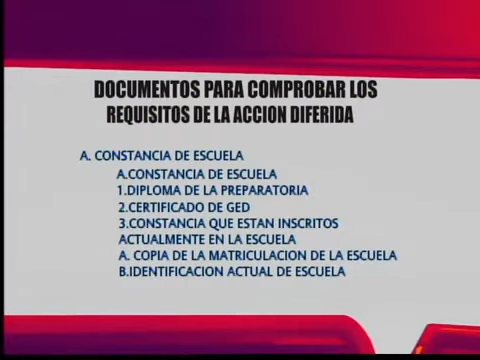 DOCUMENTOS PARA COMPROBAR LOS
REQUISITOS DE LA ACCION DIFERIDA
A. CONSTANCIA DE ESCUELA
A.CONSTANCIA DE ESCUELA
1.DIPLOMA DE LA PREPARATORIA
2.CERTIFICADO DE GED
3.CONSTANCIA QUE ESTAN INSCRITOS
ACTUALMENTE EN LA ESCUELA
A. COPIA DE LA MATRICULACION DE LA ESCUELA
B.IDENTIFICACION ACTUAL DE ESCUELA